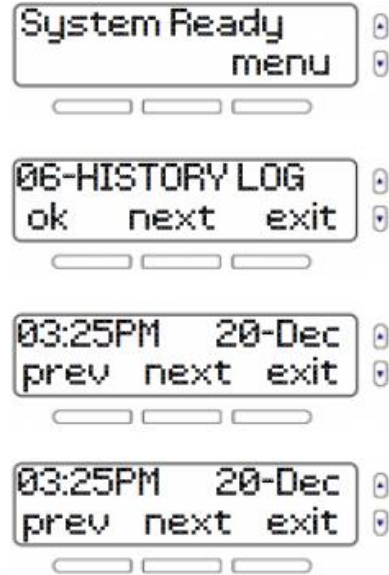 System Ready
menu
06-HISTORY LOG
ok next exit
03:25PM 20-Dec
prev next exit
03:25PM 20-Dec
prev next exit